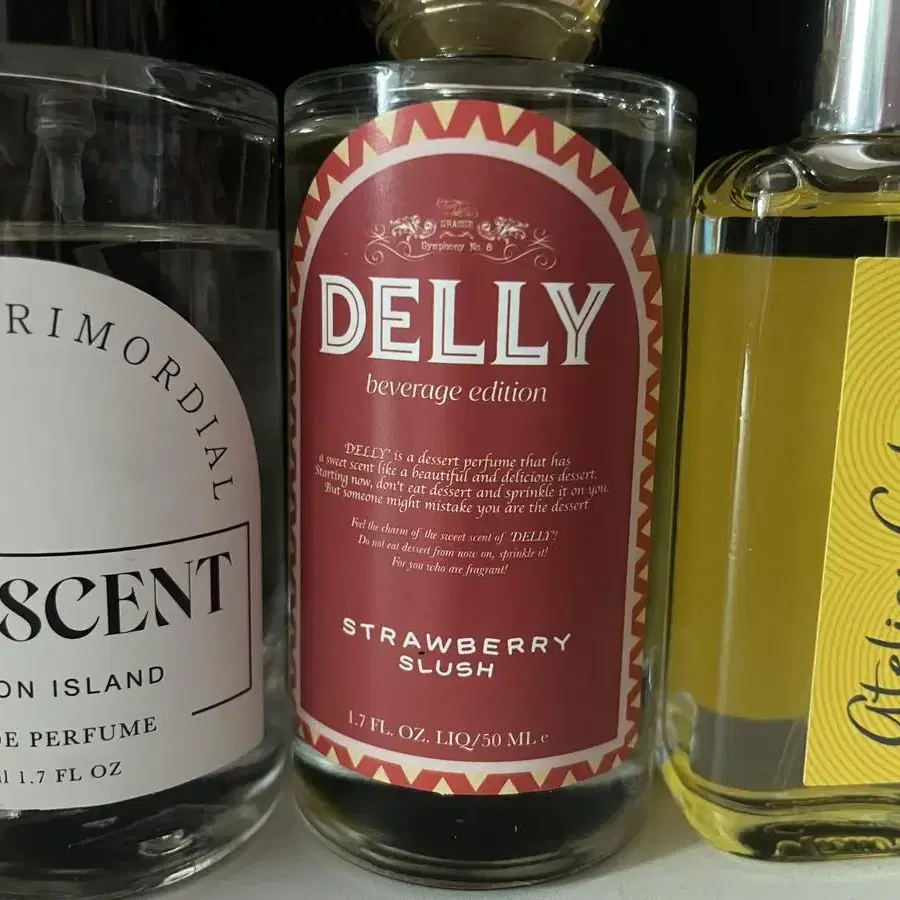 RIMORDIAL
SCENT
ON ISLAND
DE PERFUME
1.7 FL OZ
GRASSE
Symphony No. 6
DELLY
beverage edition
DELLY' is a dessert perfume that has
a sweet scent like a beautiful and delicious dessert.
Starting now, don't eat dessert and sprinkle it on you.
But someone might mistake you are the dessert
Feel the charm of the sweet scent of 'DELLY'!
Do not eat dessert from now on, sprinkle it!
For you who are fragrant!
STRAWBERRY
SLUSH
1.7 FL. OZ. LIQ/50 ML e
Atelier